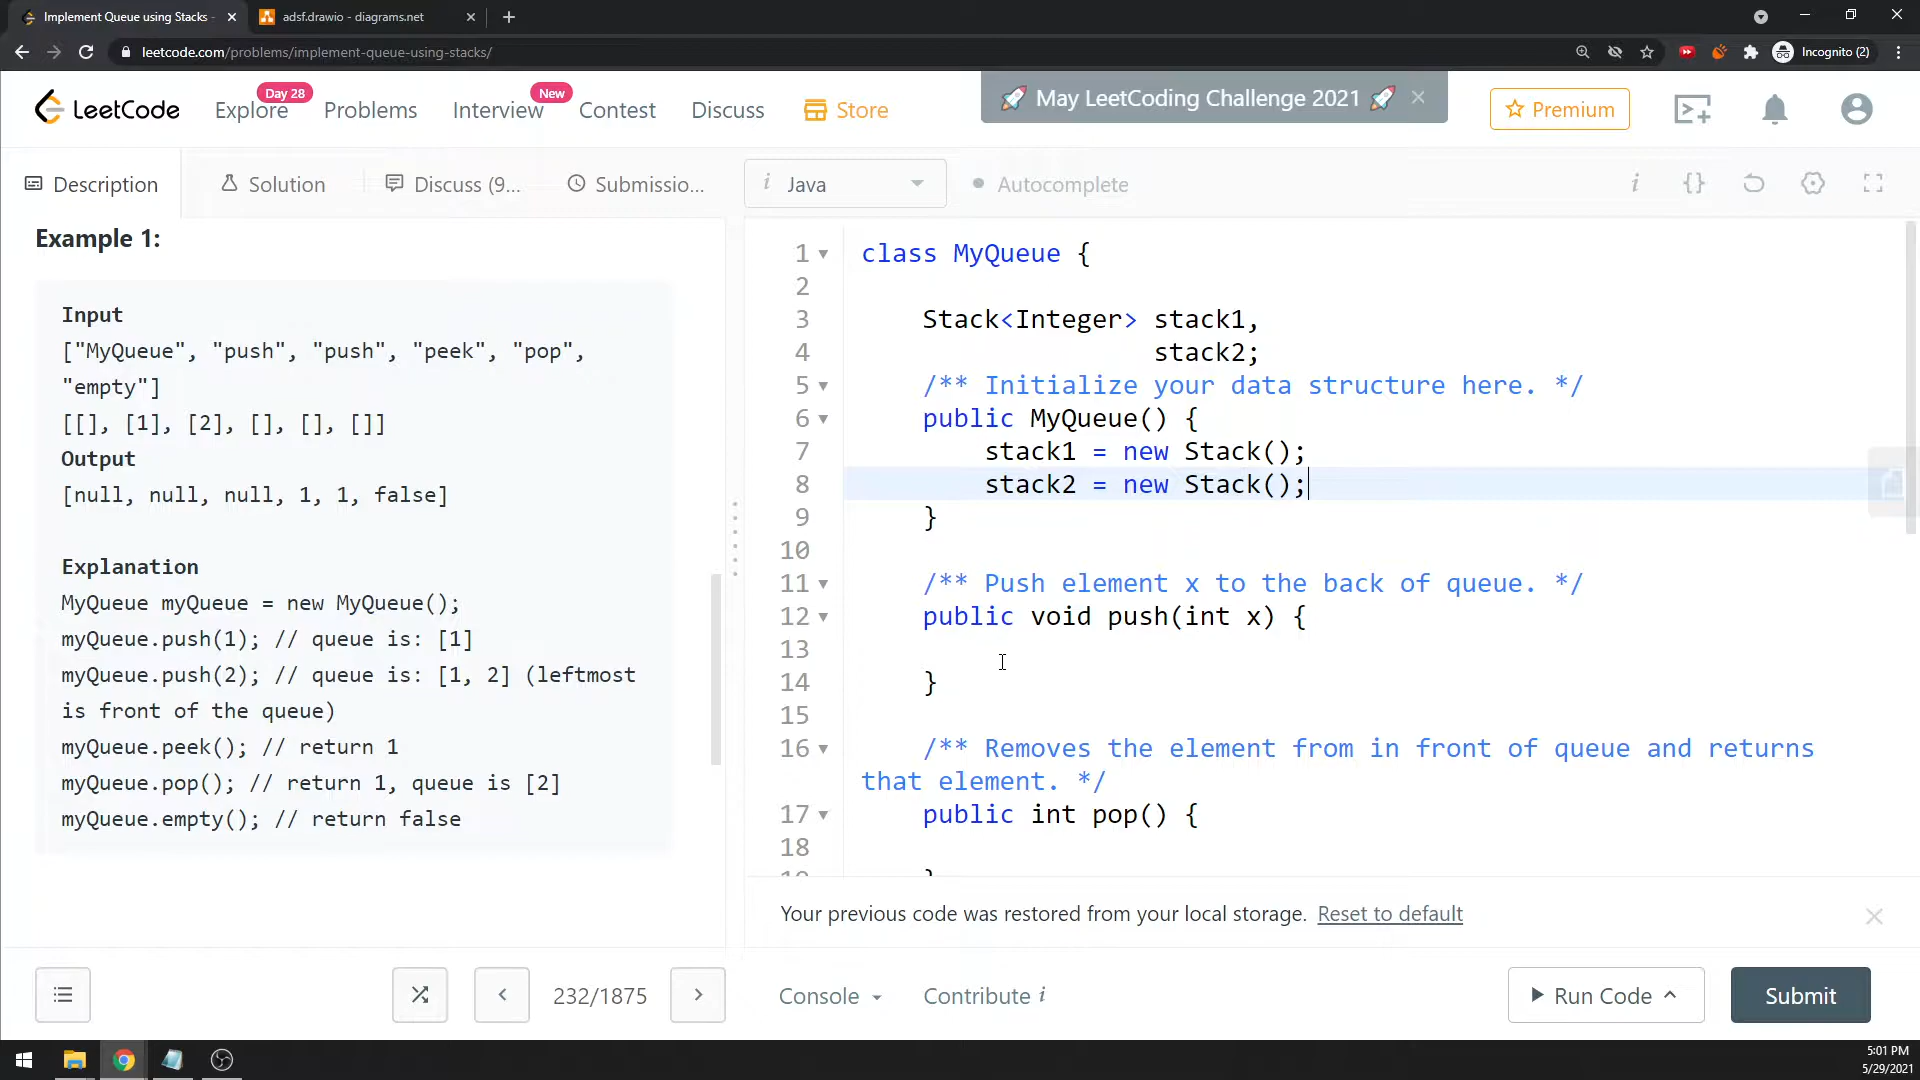 Implement Queue using Stacks -
adsf.drawio - diagrams.net
leetcode.com/problems/implement-queue-using-stacks/
Incognito (2)
LeetCode
Explore
Day 28
Problems
Interview
New
Contest
Discuss
Store
🚀 May LeetCoding Challenge 2021 🚀
Premium
Description
Solution
Discuss (9...
Submissio...
i Java
Autocomplete
Example 1:
Input
["MyQueue", "push", "push", "peek", "pop",
"empty"]
[[], [1], [2], [], [], []]
Output
[null, null, null, 1, 1, false]
Explanation
MyQueue myQueue = new MyQueue();
myQueue.push(1); // queue is: [1]
myQueue.push(2); // queue is: [1, 2] (leftmost
is front of the queue)
myQueue.peek(); // return 1
myQueue.pop(); // return 1, queue is [2]
myQueue.empty(); // return false
1 class MyQueue {
2
3 Stack<Integer> stack1,
4 stack2;
5 /** Initialize your data structure here. */
6 public MyQueue() {
7 stack1 = new Stack();
8 stack2 = new Stack();
9 }
10
11 /** Push element x to the back of queue. */
12 public void push(int x) {
13
14 }
15
16 /** Removes the element from in front of queue and returns
that element. */
17 public int pop() {
18
Your previous code was restored from your local storage. Reset to default
232/1875
Console
Contribute i
Run Code
Submit
5:01 PM
5/29/2021